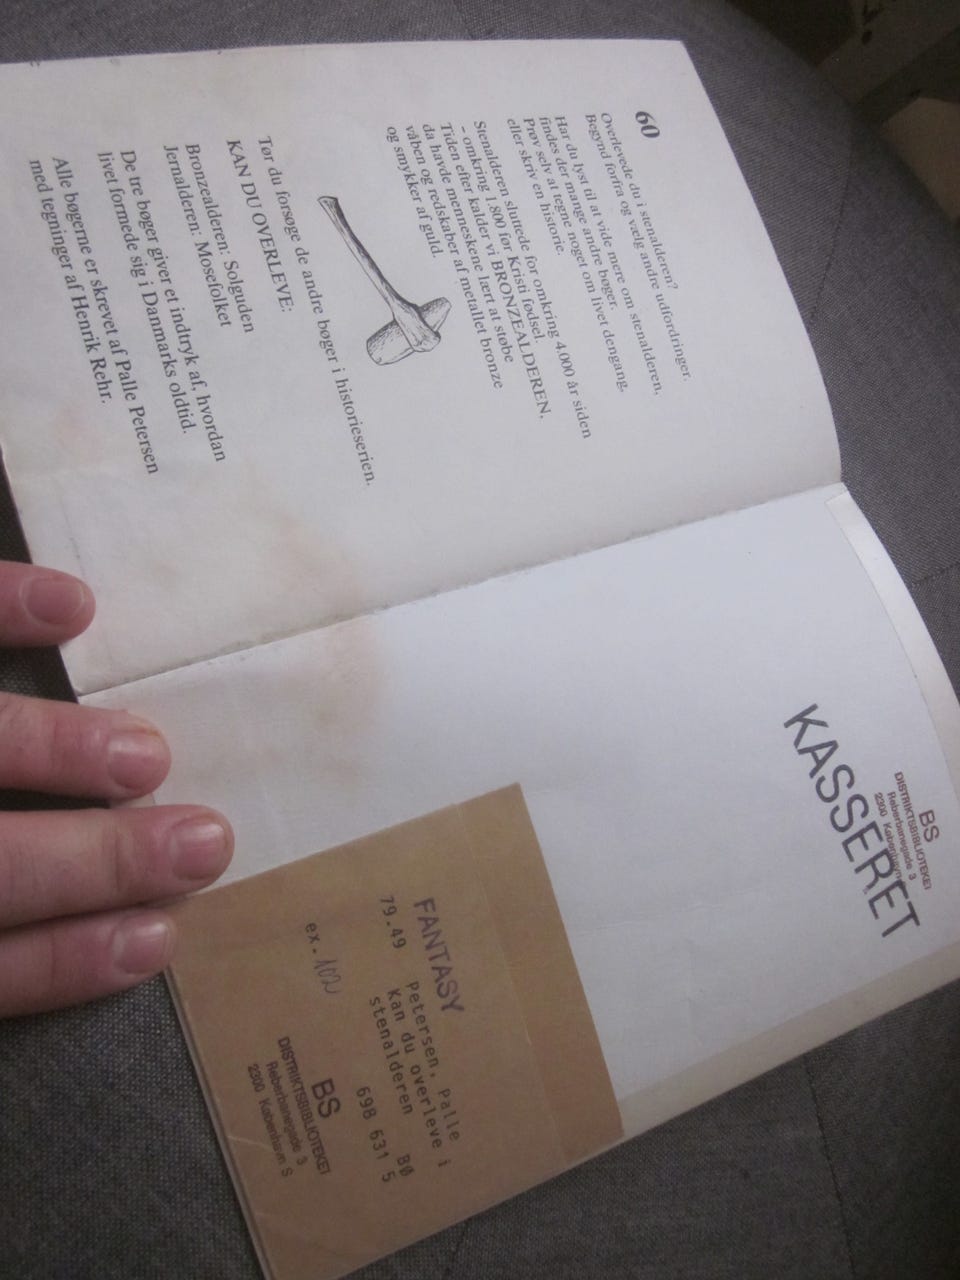 60
Overlevede du i stenalderen?
Begynd forfra og vælg andre udfordringer.
Har du lyst til at vide mere om stenalderen,
findes der mange andre bøger.
Prøv selv at tegne noget om livet dengang,
eller skriv en historie.
Stenalderen sluttede for omkring 4.000 år siden
- omkring 1.800 før Kristi fødsel.
Tiden efter kalder vi BRONZEALDEREN,
da havde menneskene lært at støbe
våben og redskaber af metallet bronze
og smykker af guld.
Tør du forsøge de andre bøger i historieserien.
KAN DU OVERLEVE:
Bronzealderen: Solguden
Jernalderen: Mosefolket
De tre bøger giver et indtryk af, hvordan
livet formede sig i Danmarks oldtid.
Alle bøgerne er skrevet af Palle Petersen
med tegninger af Henrik Rehr.
BS
DISTRIKTSBIBLIOTEKET
Reberbanegade 3
2300 København
KASSERET
FANTASY
79.49 Petersen, Palle
Kan du overleve i
stenalderen BØ
698 631 5
ex. 102
BS
DISTRIKTSBIBLIOTEKET
Reberbanegade 3
2300 København S